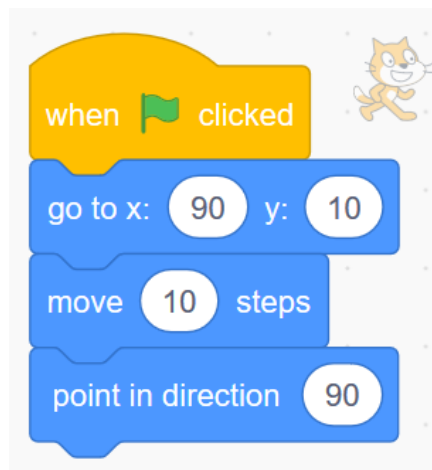 when clicked
go to x: 90 y: 10
move 10 steps
point in direction 90